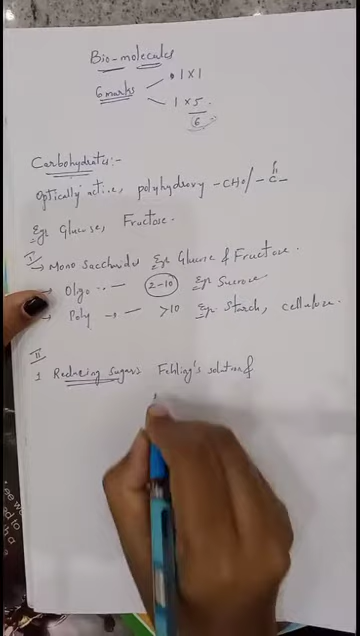 Bio-molecules
6 marks
1 x 1
1 x 5
6
Carbohydrates:-
Optically active, polyhydroxy -CHO/ -C-
Eg: Glucose, Fructose.
I
→ Mono saccharides Eg: Glucose & Fructose.
→ Oligo " — 2-10 Eg: Sucrose
→ Poly — >10 Eg: Starch, cellulose.
II
1 Reducing sugars Fehling's solution &